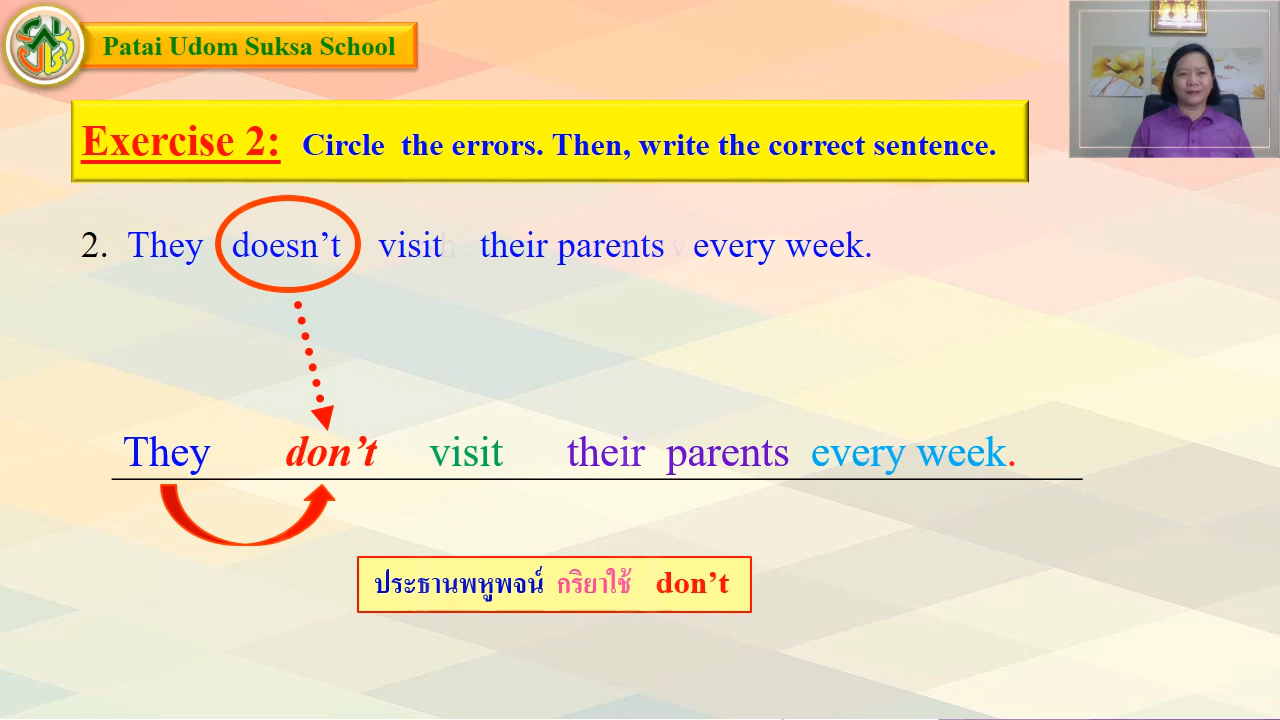 Patai Udom Suksa School
Exercise 2: Circle the errors. Then, write the correct sentence.
2. They doesn’t visit their parents every week.
They don’t visit their parents every week.
ประธานพหูพจน์ กริยาใช้ don’t